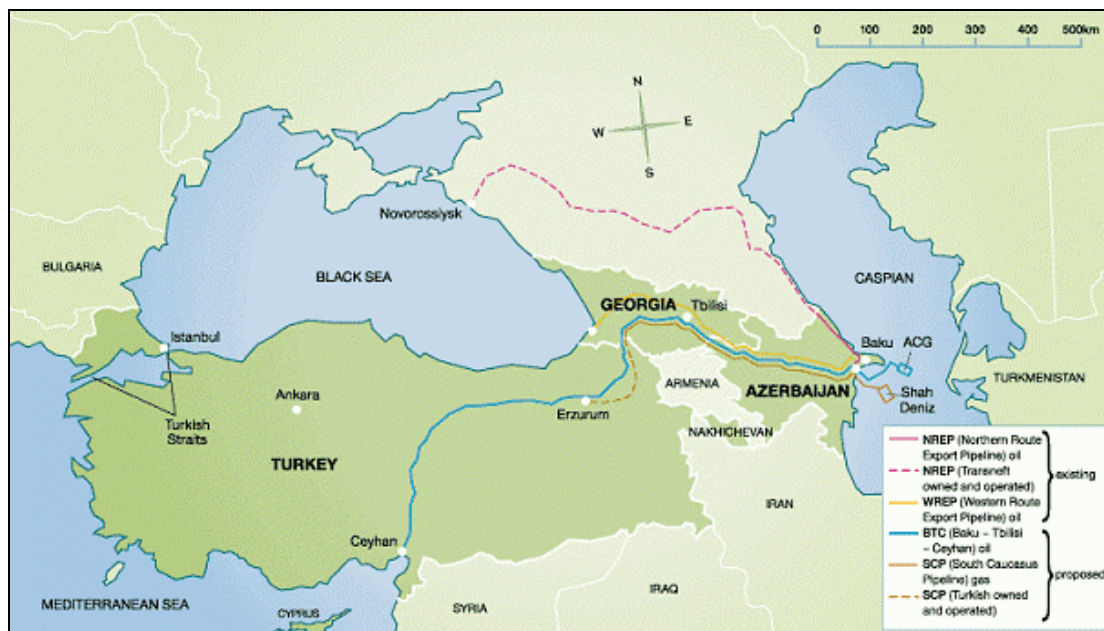 0 100 200 300 400 500km
N
W E
S
Novorossiysk
BULGARIA
BLACK SEA
CASPIAN
GEORGIA
Tbilisi
Istanbul
Baku ACG
ARMENIA
AZERBAIJAN
Shah
Deniz
TURKMENISTAN
Ankara
Erzurum
Turkish
Straits
NAKHICHEVAN
TURKEY
IRAN
Ceyhan
MEDITERRANEAN SEA
CYPRUS
SYRIA
IRAQ
NREP (Northern Route
Export Pipeline) oil
NREP (Transneft
owned and operated)
existing
WREP (Western Route
Export Pipeline) oil
BTC (Baku – Tbilisi
– Ceyhan) oil
SCP (South Caucasus
Pipeline) gas
proposed
SCP (Turkish owned
and operated)